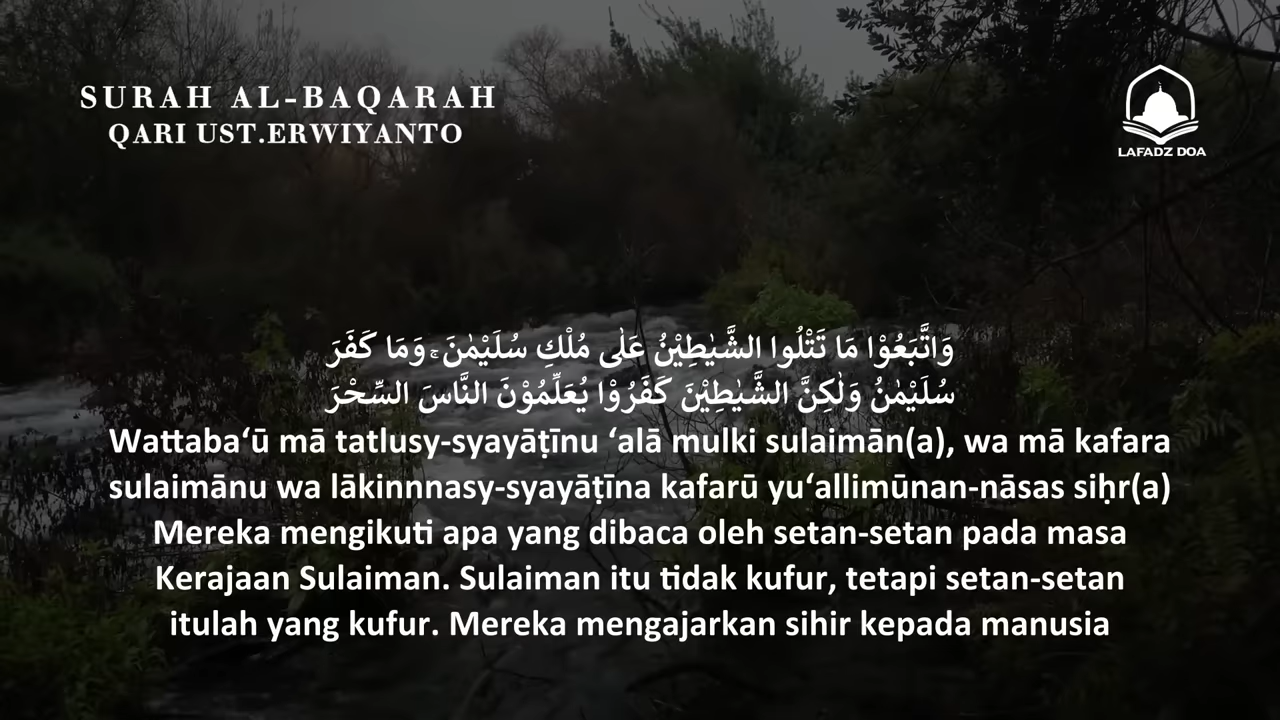 SURAH AL-BAQARAH
QARI UST.ERWIYANTO
LAFADZ DOA
وَاتَّبَعُوْا مَا تَتْلُوا الشَّيٰطِيْنُ عَلٰى مُلْكِ سُلَيْمٰنَ ۚ وَمَا كَفَرَ
سُلَيْمٰنُ وَلٰكِنَّ الشَّيٰطِيْنَ كَفَرُوْا يُعَلِّمُوْنَ النَّاسَ السِّحْرَ
Wattaba‘ū mā tatlusy-syayāṭīnu ‘alā mulki sulaimān(a), wa mā kafara
sulaimānu wa lākinnnasy-syayāṭīna kafarū yu‘allimūnan-nāsas siḥr(a)
Mereka mengikuti apa yang dibaca oleh setan-setan pada masa
Kerajaan Sulaiman. Sulaiman itu tidak kufur, tetapi setan-setan
itulah yang kufur. Mereka mengajarkan sihir kepada manusia